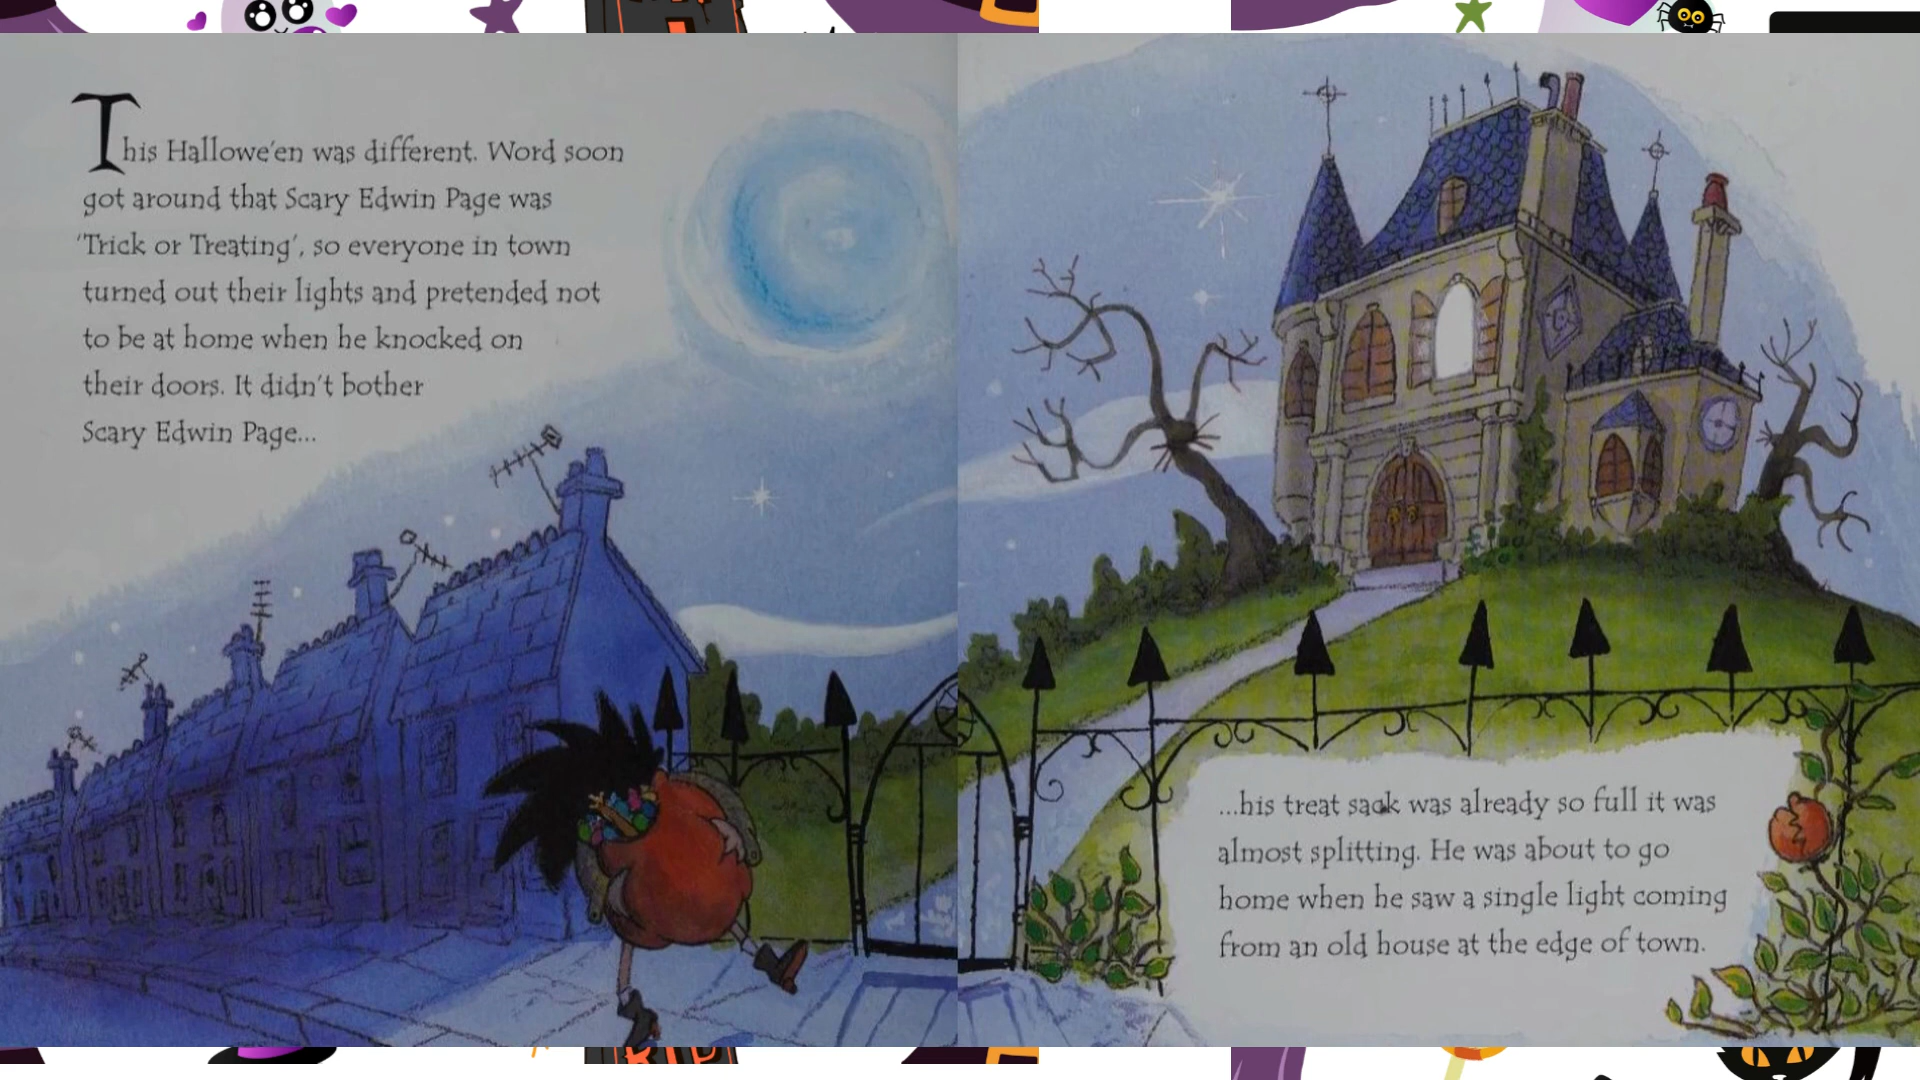 This Hallowe'en was different. Word soon
got around that Scary Edwin Page was
'Trick or Treating', so everyone in town
turned out their lights and pretended not
to be at home when he knocked on
their doors. It didn't bother
Scary Edwin Page...
...his treat sack was already so full it was
almost splitting. He was about to go
home when he saw a single light coming
from an old house at the edge of town.
RIP